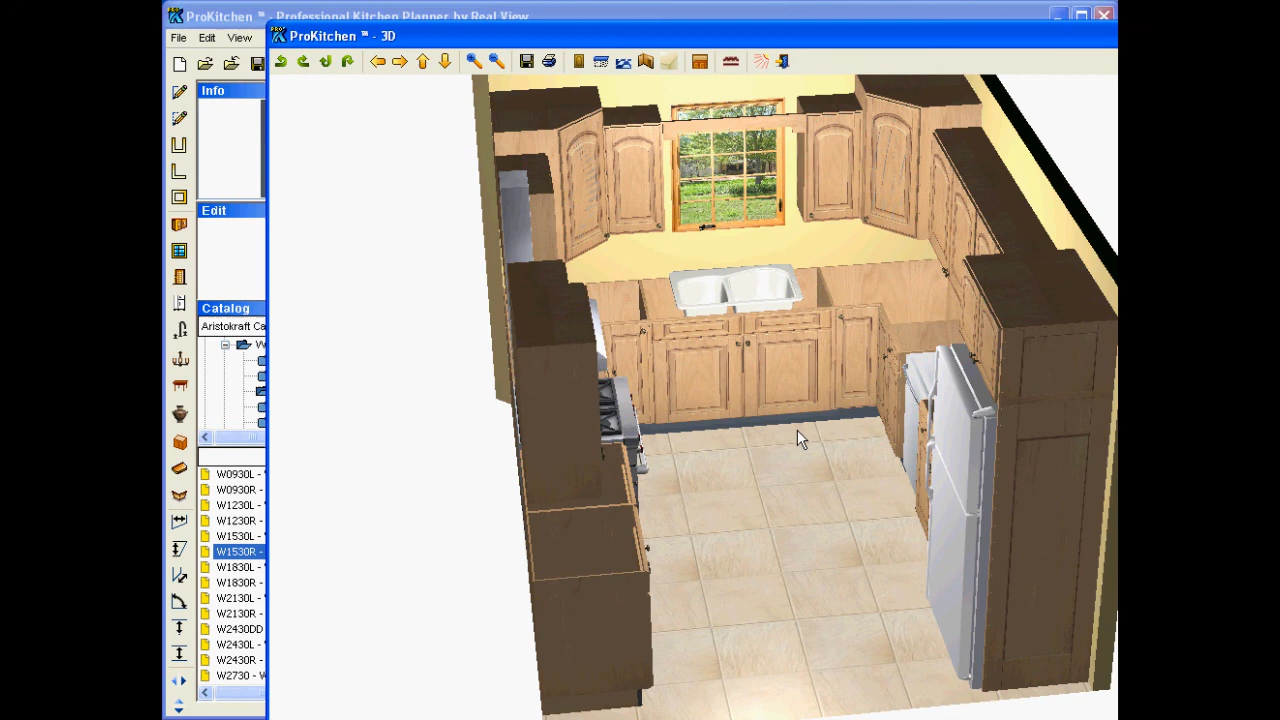 ProKitchen ™ - Professional Kitchen Planner by Real View
ProKitchen ™ - 3D
File Edit View
Info
Edit
Catalog
Aristokraft Ca
W0930L -
W0930R -
W1230L -
W1230R -
W1530L -
W1530R -
W1830L -
W1830R -
W2130L -
W2130R -
W2430DD
W2430L -
W2430R -
W2730 - W